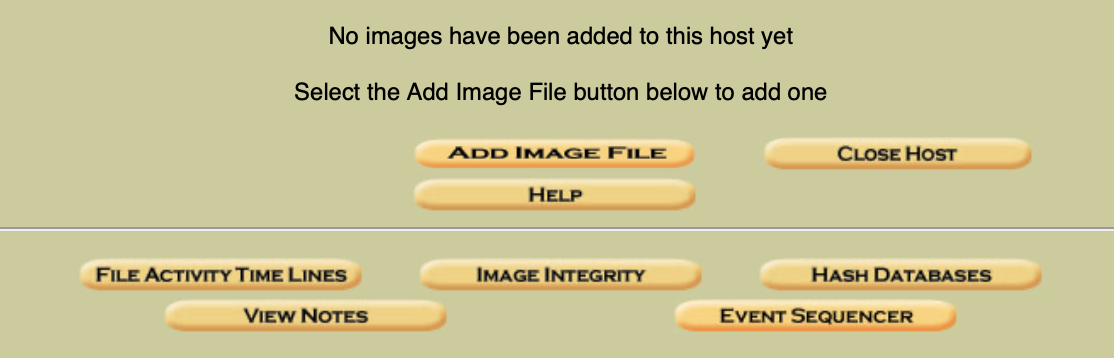 No images have been added to this host yet
Select the Add Image File button below to add one
ADD IMAGE FILE
CLOSE HOST
HELP
FILE ACTIVITY TIME LINES
IMAGE INTEGRITY
HASH DATABASES
VIEW NOTES
EVENT SEQUENCER